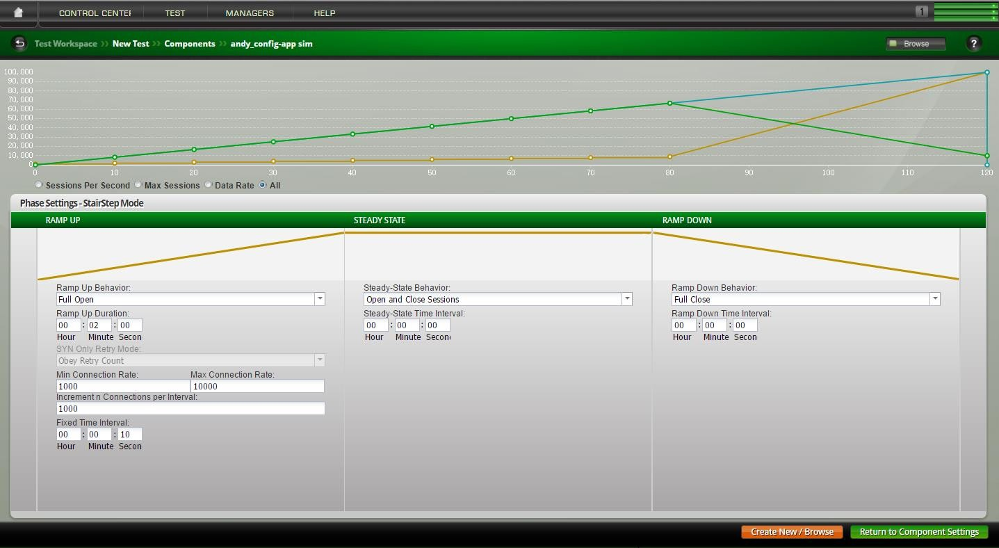 CONTROL CENTEI TEST MANAGERS HELP 1
Test Workspace >> New Test >> Components >> andy_config-app sim Browse ?
100,000
90,000
80,000
70,000
60,000
50,000
40,000
30,000
20,000
10,000
0
0 10 20 30 40 50 60 70 80 90 100 110 120
Sessions Per Second Max Sessions Data Rate All
Phase Settings - StairStep Mode
RAMP UP STEADY STATE RAMP DOWN
Ramp Up Behavior: Steady-State Behavior: Ramp Down Behavior:
Full Open Open and Close Sessions Full Close
Ramp Up Duration: Steady-State Time Interval: Ramp Down Time Interval:
00 : 02 : 00 00 : 00 : 00 00 : 00 : 00
Hour Minute Secon Hour Minute Secon Hour Minute Secon
SYN Only Retry Mode:
Obey Retry Count
Min Connection Rate: Max Connection Rate:
1000 10000
Increment n Connections per Interval:
1000
Fixed Time Interval:
00 : 00 : 10
Hour Minute Secon
Create New / Browse Return to Component Settings